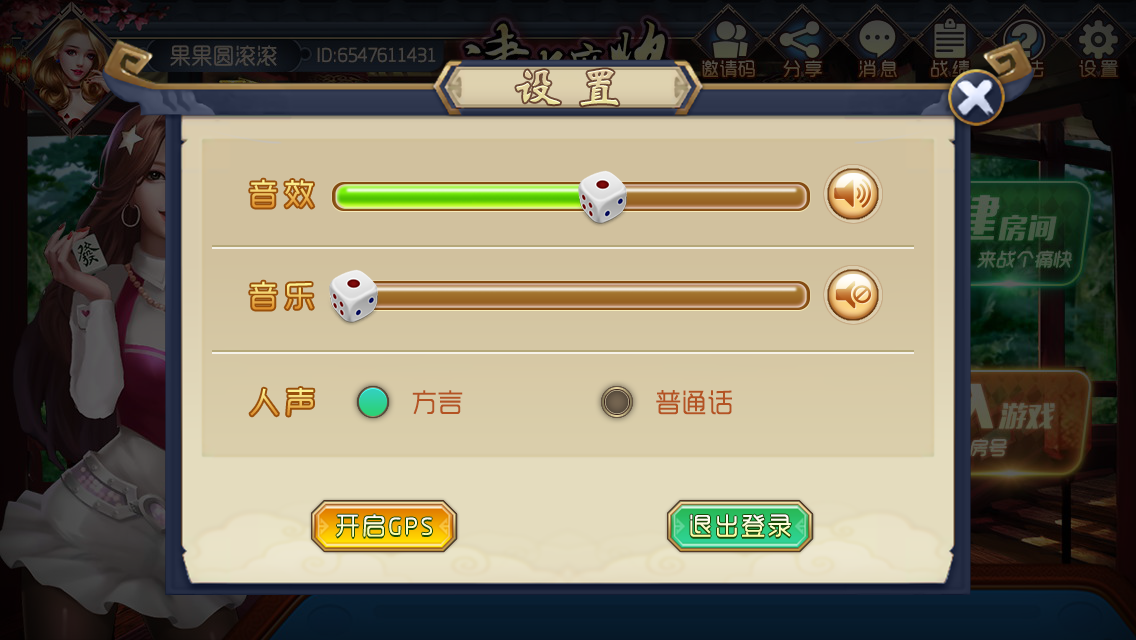 果果圆滚滚
ID:6547611431
邀请码 分享 消息 战绩 设置
设置
音效
音乐
人声 方言 普通话
开启GPS 退出登录
發
建房间
来战个痛快
游戏
房号